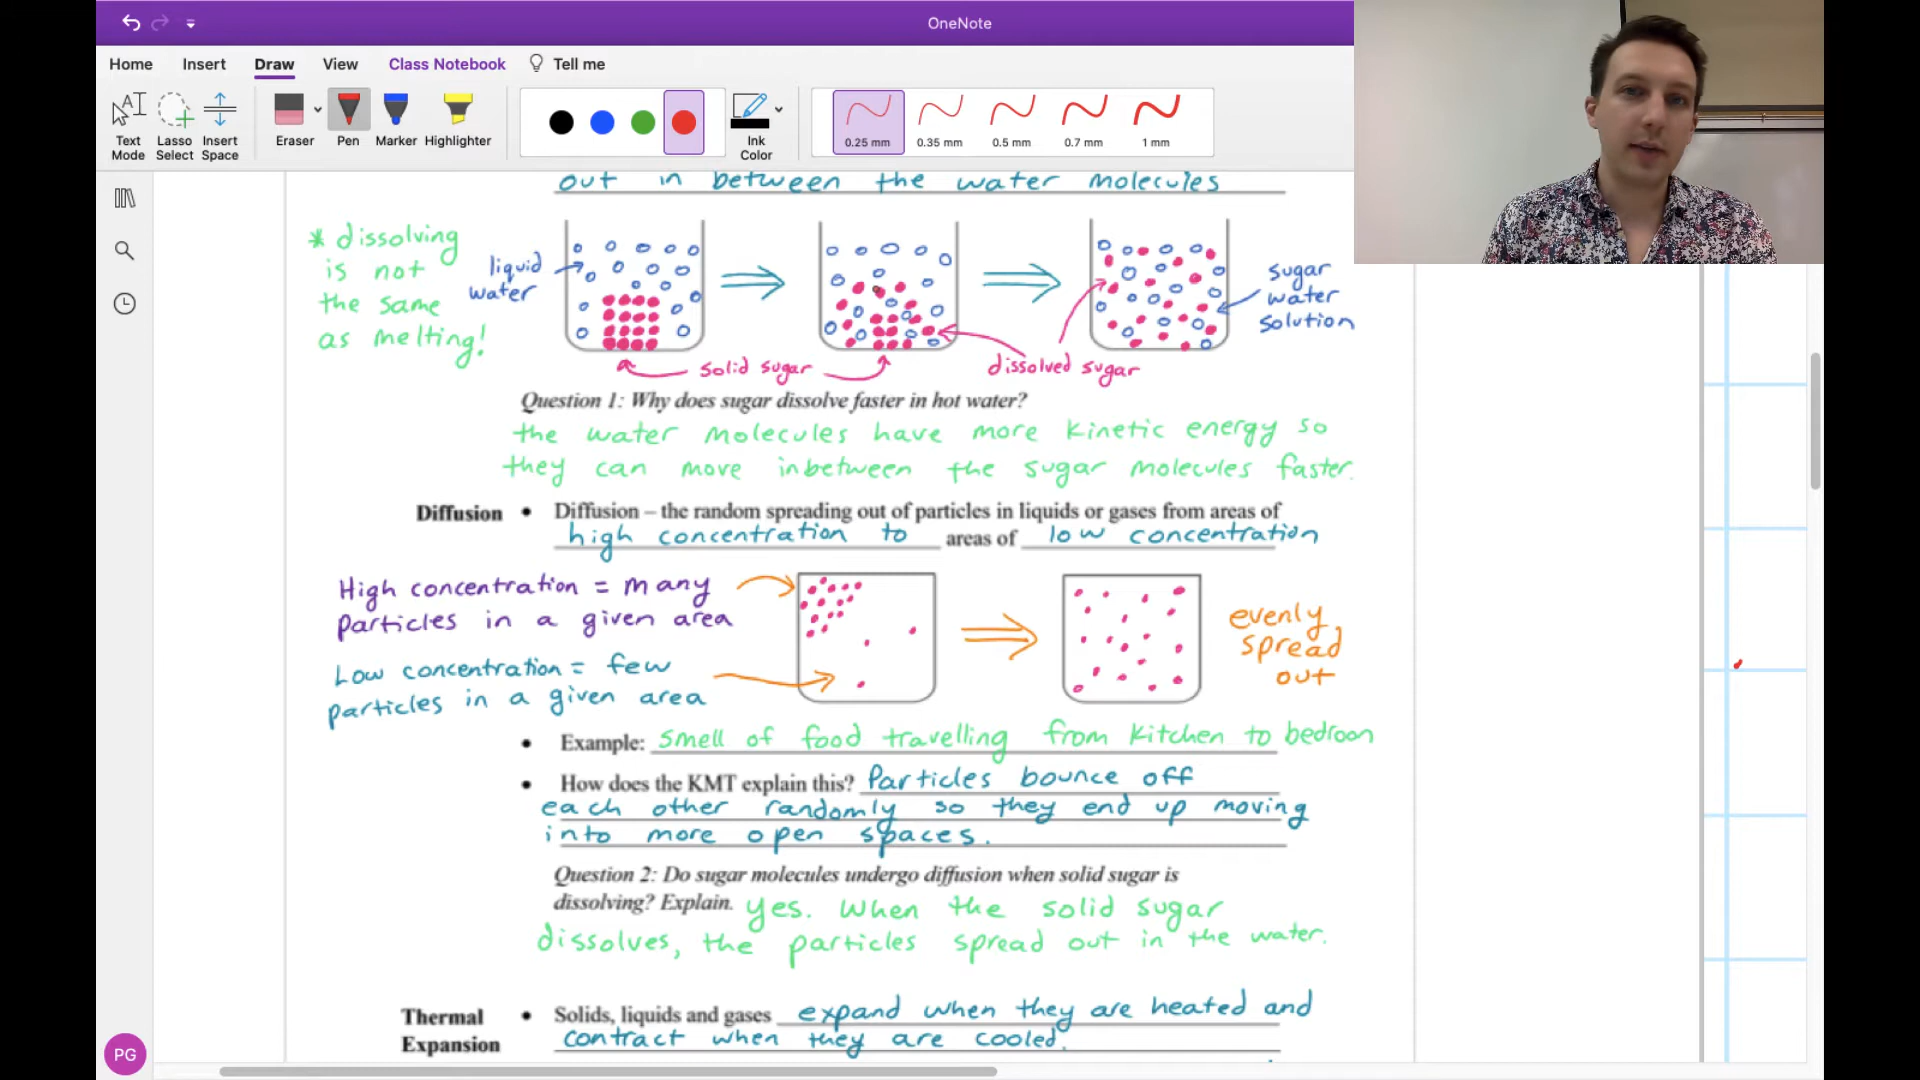 OneNote
Home Insert Draw View Class Notebook Tell me
Text Mode
Lasso Select
Insert Space
Eraser
Pen
Marker
Highlighter
Ink Color
0.25 mm
0.35 mm
0.5 mm
0.7 mm
1 mm
out in between the water molecules
* dissolving
is not
the same
as melting!
liquid
water
sugar
water
solution
solid sugar
dissolved sugar
Question 1: Why does sugar dissolve faster in hot water?
the water molecules have more kinetic energy so
they can move inbetween the sugar molecules faster.
Diffusion • Diffusion – the random spreading out of particles in liquids or gases from areas of
high concentration to areas of low concentration
High concentration = many
particles in a given area
Low concentration = few
particles in a given area
evenly
spread
out
• Example: smell of food travelling from kitchen to bedroom
• How does the KMT explain this? Particles bounce off
each other randomly so they end up moving
into more open spaces.
Question 2: Do sugar molecules undergo diffusion when solid sugar is
dissolving? Explain. Yes. When the solid sugar
dissolves, the particles spread out in the water.
Thermal • Solids, liquids and gases expand when they are heated and
Expansion contract when they are cooled.
PG